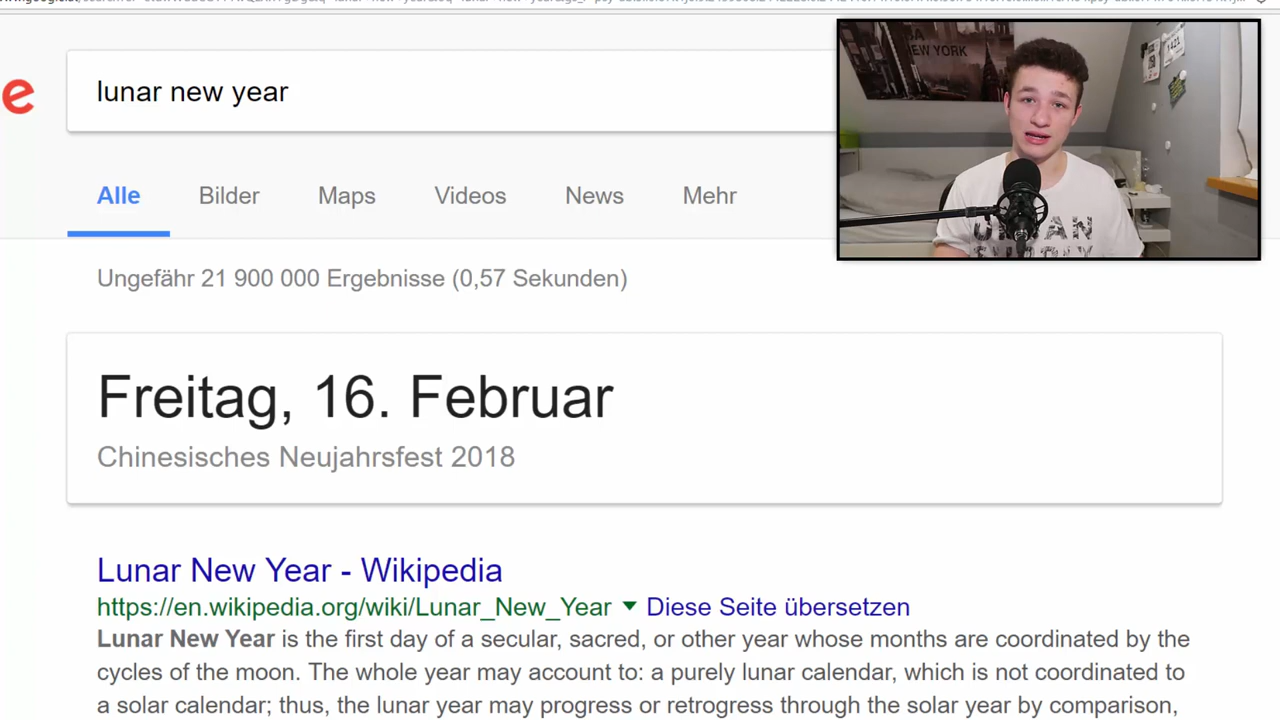 e
lunar new year
Alle Bilder Maps Videos News Mehr
Ungefähr 21 900 000 Ergebnisse (0,57 Sekunden)
Freitag, 16. Februar
Chinesisches Neujahrsfest 2018
Lunar New Year - Wikipedia
https://en.wikipedia.org/wiki/Lunar_New_Year ▼ Diese Seite übersetzen
Lunar New Year is the first day of a secular, sacred, or other year whose months are coordinated by the
cycles of the moon. The whole year may account to: a purely lunar calendar, which is not coordinated to
a solar calendar; thus, the lunar year may progress or retrogress through the solar year by comparison,
EW YORK